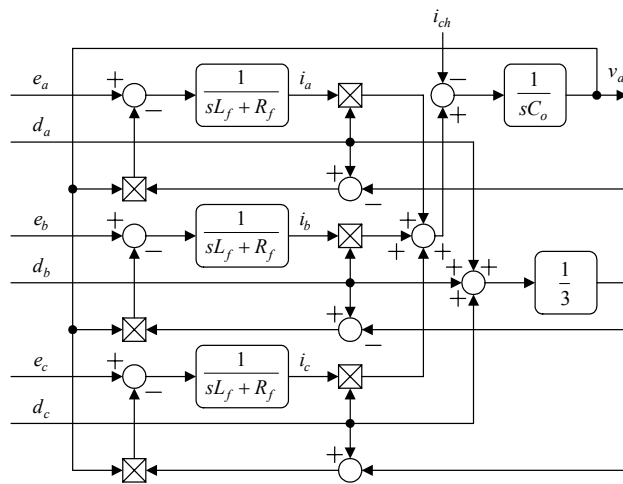 i_ch
e_a
+
−
1
sL_f + R_f
i_a
−
+
1
sC_o
v_a
d_a
+
−
e_b
+
−
1
sL_f + R_f
i_b
+
+
+
d_b
+
+
+
1
3
+
−
e_c
+
−
1
sL_f + R_f
i_c
d_c
+